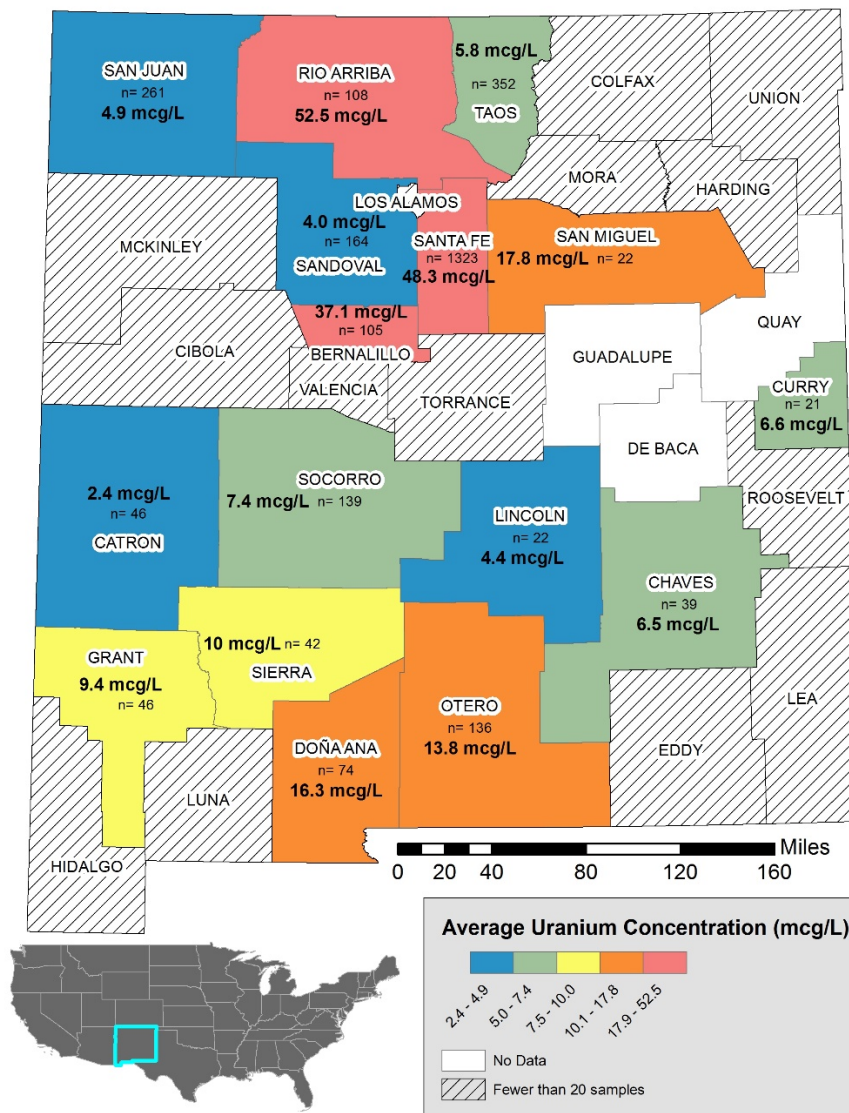 SAN JUAN
n= 261
4.9 mcg/L
RIO ARRIBA
n= 108
52.5 mcg/L
5.8 mcg/L
n= 352
TAOS
COLFAX
UNION
MORA
HARDING
MCKINLEY
LOS ALAMOS
4.0 mcg/L
n= 164
SANDOVAL
SANTA FE
n= 1323
48.3 mcg/L
SAN MIGUEL
17.8 mcg/L n= 22
37.1 mcg/L
n= 105
BERNALILLO
CIBOLA
VALENCIA
TORRANCE
GUADALUPE
QUAY
CURRY
n= 21
6.6 mcg/L
DE BACA
ROOSEVELT
2.4 mcg/L
n= 46
CATRON
SOCORRO
7.4 mcg/L n= 139
LINCOLN
n= 22
4.4 mcg/L
CHAVES
n= 39
6.5 mcg/L
GRANT
9.4 mcg/L
n= 46
10 mcg/L n= 42
SIERRA
DOÑA ANA
n= 74
16.3 mcg/L
OTERO
n= 136
13.8 mcg/L
EDDY
LEA
LUNA
HIDALGO
Miles
0 20 40 80 120 160
Average Uranium Concentration (mcg/L)
2.4 - 4.9
5.0 - 7.4
7.5 - 10.0
10.1 - 17.8
17.9 - 52.5
No Data
Fewer than 20 samples